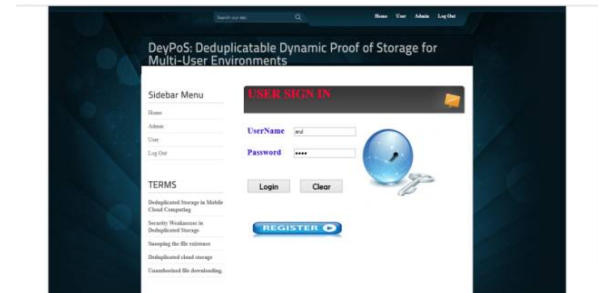 Search our site:
Home User Admin Log Out
DeyPoS: Deduplicatable Dynamic Proof of Storage for
Multi-User Environments
Sidebar Menu
Home
Admin
User
Log Out
TERMS
Deduplicated Storage in Mobile
Cloud Computing
Security Weaknesses in
Deduplicated Storage
Snooping the file existence
Deduplicated cloud storage
Unauthorized file downloading.
USER SIGN IN
UserName
Password ••••
Login Clear
REGISTER